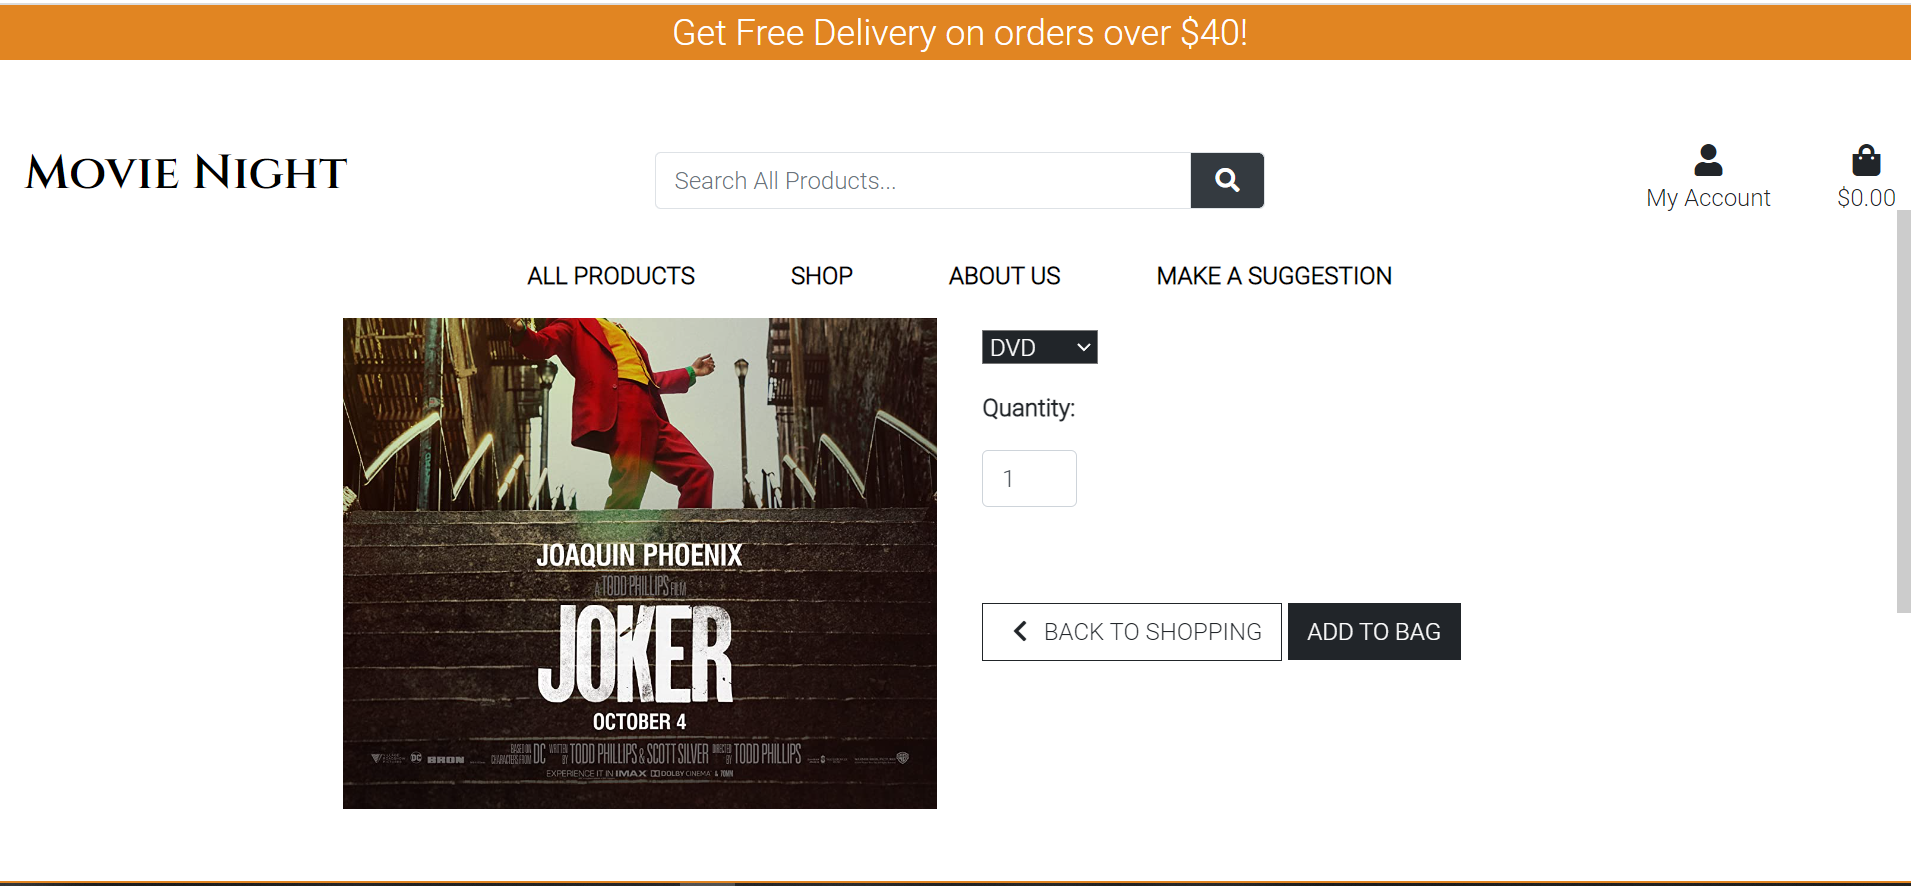 Get Free Delivery on orders over $40!
MOVIE NIGHT
Search All Products...
My Account
$0.00
ALL PRODUCTS
SHOP
ABOUT US
MAKE A SUGGESTION
DVD
Quantity:
1
BACK TO SHOPPING
ADD TO BAG
JOAQUIN PHOENIX
A TODD PHILLIPS FILM
JOKER
OCTOBER 4
BRON
BASED ON CHARACTERS FROM DC WRITTEN BY TODD PHILLIPS & SCOTT SILVER DIRECTED BY TODD PHILLIPS
EXPERIENCE IT IN IMAX DOLBY CINEMA & 70MM